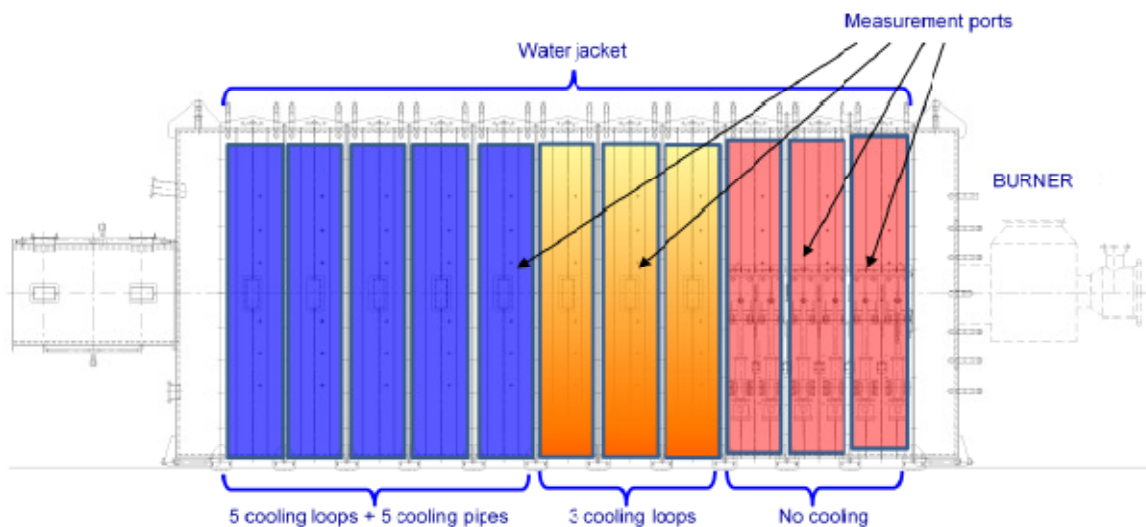 Measurement ports
Water jacket
BURNER
5 cooling loops + 5 cooling pipes
3 cooling loops
No cooling